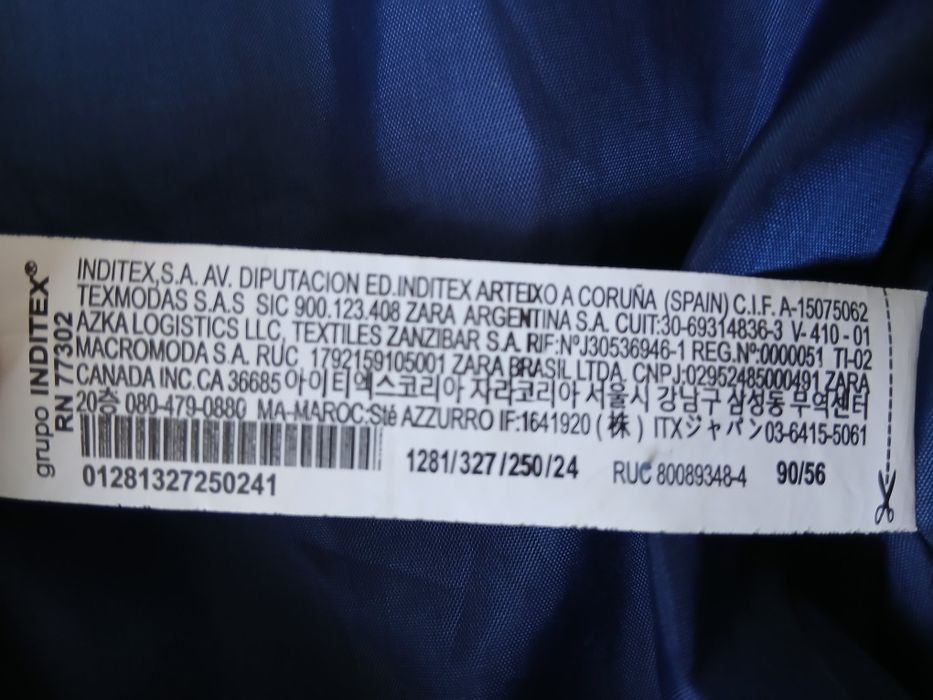 grupo INDITEX®
RN 77302
INDITEX,S.A. AV. DIPUTACION ED.INDITEX ARTEIXO A CORUÑA (SPAIN) C.I.F. A-15075062
TEXMODAS S.A.S SIC 900.123.408 ZARA ARGENTINA S.A. CUIT:30-69314836-3 V-410-01
AZKA LOGISTICS LLC, TEXTILES ZANZIBAR S.A. RIF:NºJ30536946-1 REG.Nº:0000051 TI-02
MACROMODA S.A. RUC 1792159105001 ZARA BRASIL LTDA, CNPJ:02952485000491 ZARA
CANADA INC.CA 36685 아이티엑스코리아 자라코리아 서울시 강남구 삼성동 무역센터
20층 080-479-0880 MA-MAROC:Sté AZZURRO IF:1641920 (株) ITXジャパン03-6415-5061
1281/327/250/24 RUC 80089348-4 90/56
01281327250241